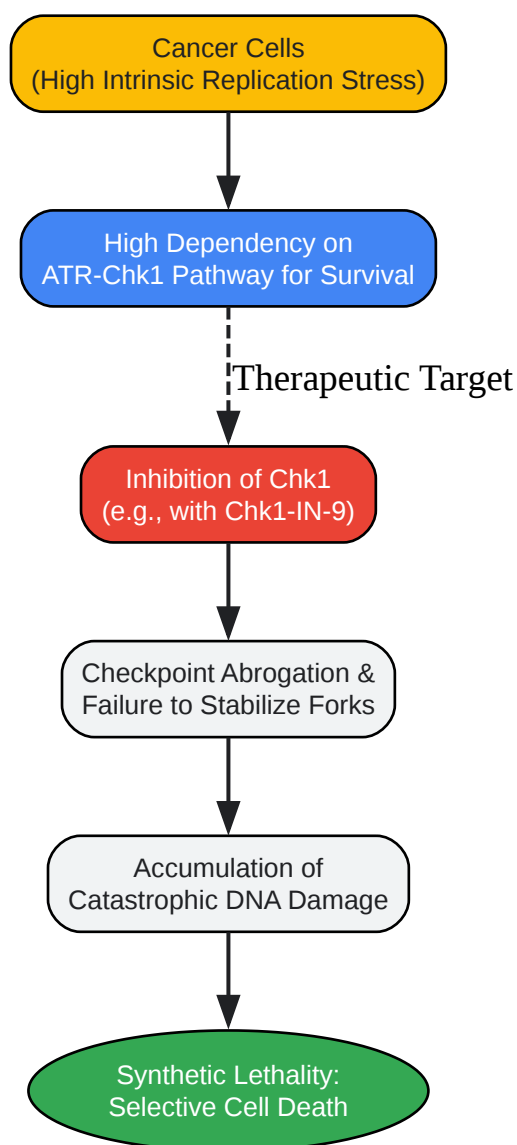 Cancer Cells
(High Intrinsic Replication Stress)
High Dependency on
ATR-Chk1 Pathway for Survival
Therapeutic Target
Inhibition of Chk1
(e.g., with Chk1-IN-9)
Checkpoint Abrogation &
Failure to Stabilize Forks
Accumulation of
Catastrophic DNA Damage
Synthetic Lethality:
Selective Cell Death